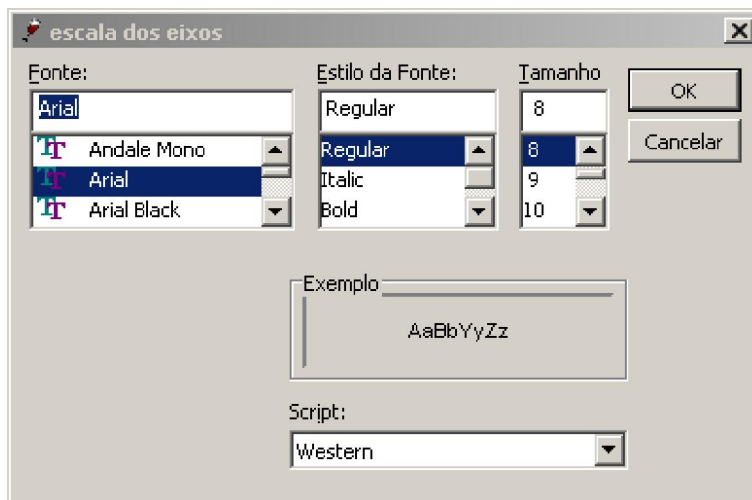 escala dos eixos
Fonte: Estilo da Fonte: Tamanho
Arial Regular 8 OK
Andale Mono Regular 8 Cancelar
Arial Italic 9
Arial Black Bold 10
Exemplo
AaBbYyZz
Script:
Western